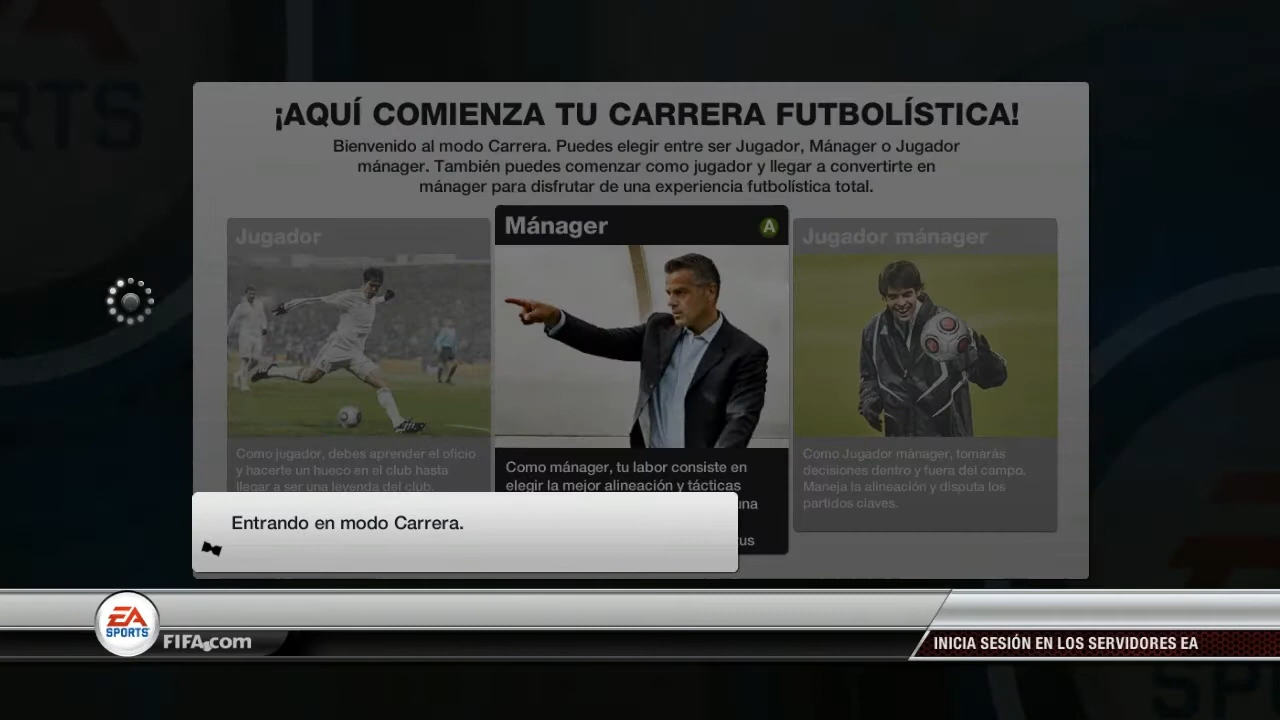 RTS
¡AQUÍ COMIENZA TU CARRERA FUTBOLÍSTICA!
Bienvenido al modo Carrera. Puedes elegir entre ser Jugador, Mánager o Jugador
mánager. También puedes comenzar como jugador y llegar a convertirte en
mánager para disfrutar de una experiencia futbolística total.
Jugador
Como jugador, debes aprender el oficio
y hacerte un hueco en el club hasta
llegar a ser una leyenda del club.
Mánager
A
Como mánager, tu labor consiste en
elegir la mejor alineación y tácticas
una
Jugador mánager
Como Jugador mánager, tomarás
decisiones dentro y fuera del campo.
Maneja la alineación y disputa los
partidos claves.
Entrando en modo Carrera.
EA
SPORTS
FIFA.com
INICIA SESIÓN EN LOS SERVIDORES EA
SP